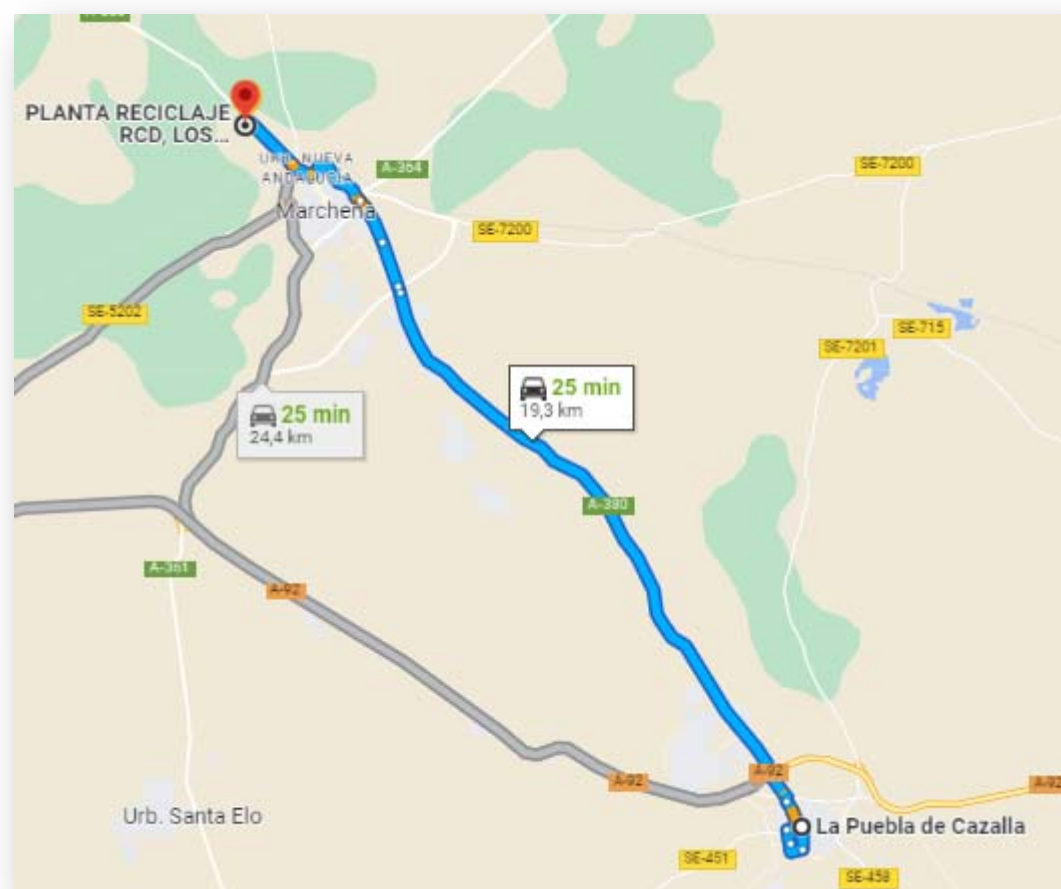 PLANTA RECICLAJE
RCD, LOS...
URB. NUEVA
ANDALUCIA
A-364
SE-7200
Marchena
SE-7200
SE-5202
SE-715
SE-7201
25 min
19,3 km
25 min
24,4 km
A-380
A-361
A-92
A-92
A-92
A-92
Urb. Santa Elo
La Puebla de Cazalla
SE-451
SE-458